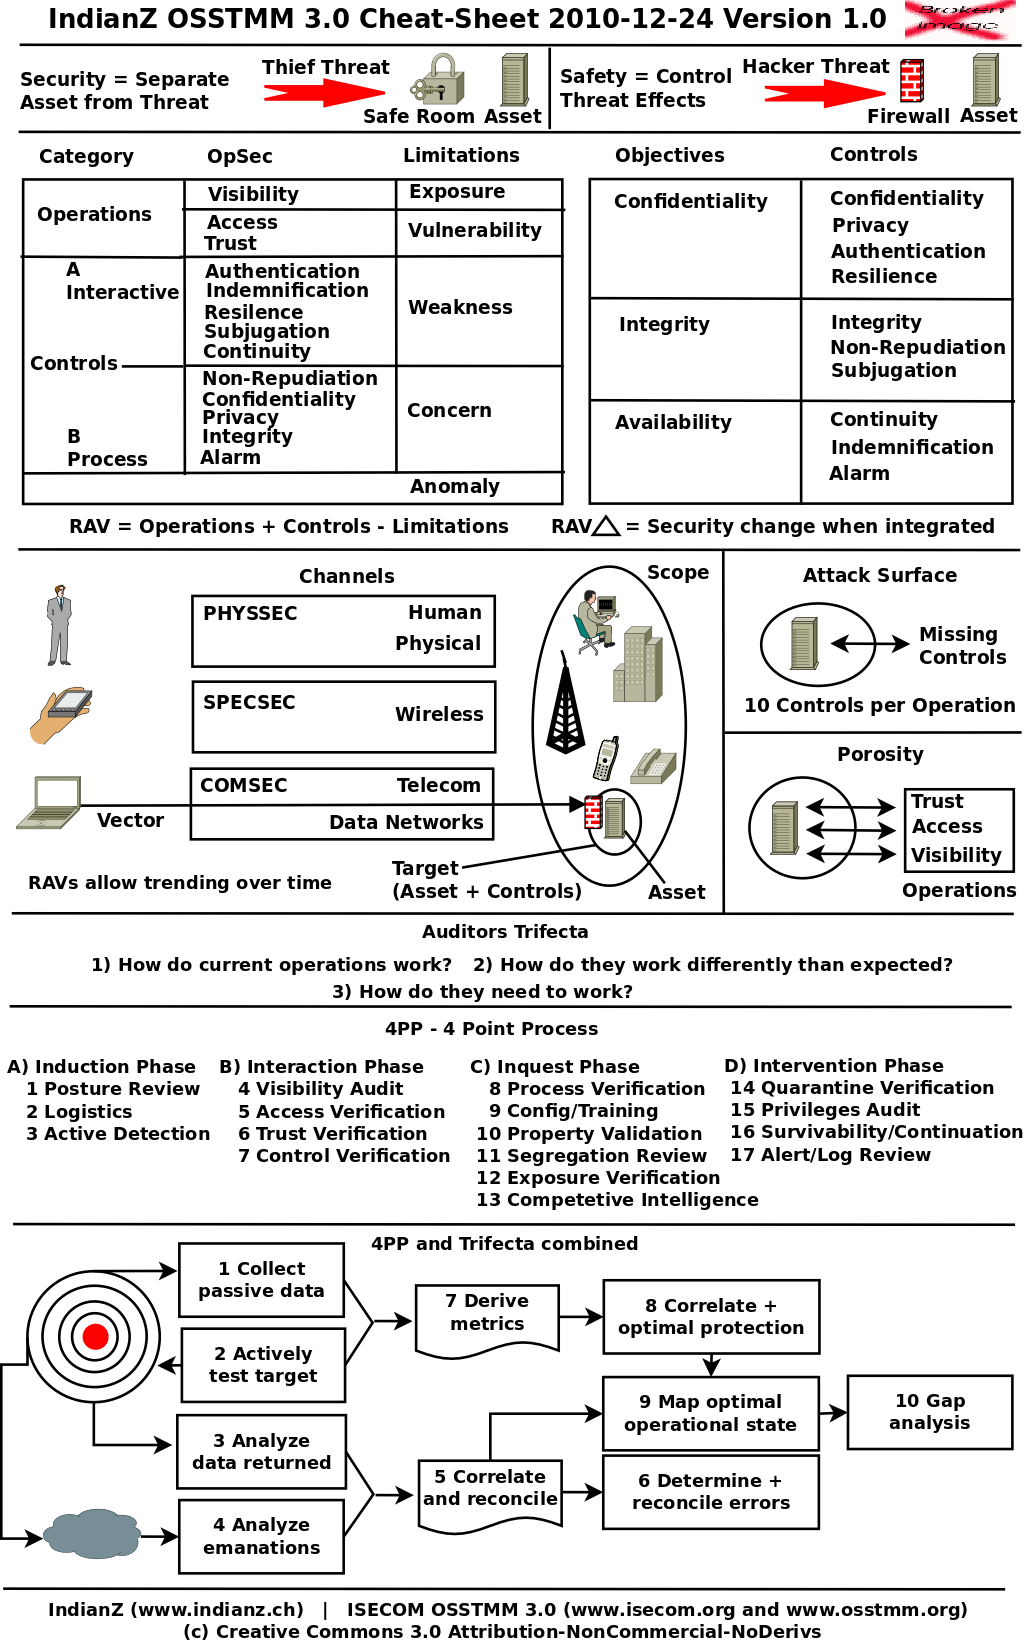 IndianZ OSSTMM 3.0 Cheat-Sheet 2010-12-24 Version 1.0
Broken
Image
Security = Separate
Asset from Threat
Thief Threat
Safe Room
Asset
Safety = Control
Threat Effects
Hacker Threat
Firewall
Asset
Category
OpSec
Limitations
Operations
Visibility
Exposure
Access
Trust
Vulnerability
A
Interactive
Controls
B
Process
Authentication
Indemnification
Resilence
Subjugation
Continuity
Weakness
Non-Repudiation
Confidentiality
Privacy
Integrity
Alarm
Concern
Anomaly
Objectives
Controls
Confidentiality
Confidentiality
Privacy
Authentication
Resilience
Integrity
Integrity
Non-Repudiation
Subjugation
Availability
Continuity
Indemnification
Alarm
RAV = Operations + Controls - Limitations
RAV△ = Security change when integrated
Channels
PHYSSEC
Human
Physical
SPECSEC
Wireless
COMSEC
Telecom
Data Networks
Vector
RAVs allow trending over time
Scope
Target
(Asset + Controls)
Asset
Attack Surface
Missing
Controls
10 Controls per Operation
Porosity
Trust
Access
Visibility
Operations
Auditors Trifecta
1) How do current operations work?
2) How do they work differently than expected?
3) How do they need to work?
4PP - 4 Point Process
A) Induction Phase
1 Posture Review
2 Logistics
3 Active Detection
B) Interaction Phase
4 Visibility Audit
5 Access Verification
6 Trust Verification
7 Control Verification
C) Inquest Phase
8 Process Verification
9 Config/Training
10 Property Validation
11 Segregation Review
12 Exposure Verification
13 Competetive Intelligence
D) Intervention Phase
14 Quarantine Verification
15 Privileges Audit
16 Survivability/Continuation
17 Alert/Log Review
4PP and Trifecta combined
1 Collect
passive data
2 Actively
test target
3 Analyze
data returned
4 Analyze
emanations
7 Derive
metrics
5 Correlate
and reconcile
8 Correlate +
optimal protection
9 Map optimal
operational state
6 Determine +
reconcile errors
10 Gap
analysis
IndianZ (www.indianz.ch) | ISECOM OSSTMM 3.0 (www.isecom.org and www.osstmm.org)
(c) Creative Commons 3.0 Attribution-NonCommercial-NoDerivs